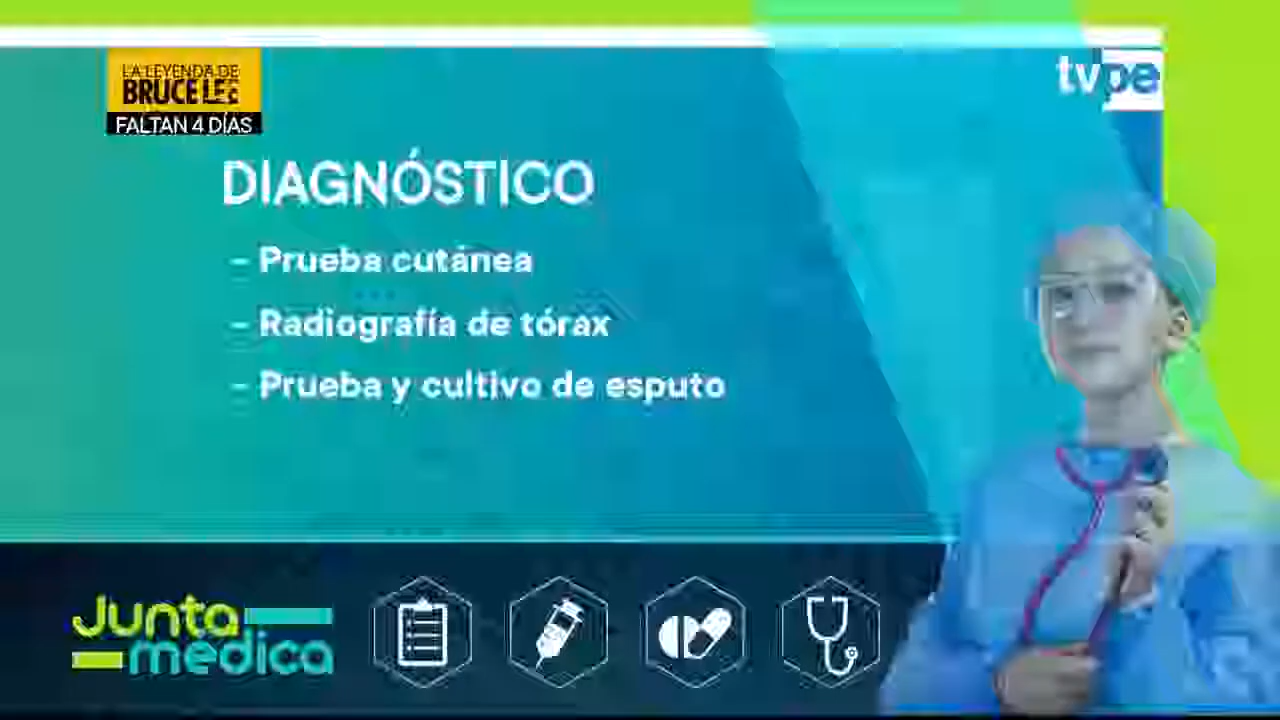 LA LEYENDA DE
BRUCE LEE
FALTAN 4 DÍAS
tvpe
DIAGNÓSTICO
- Prueba cutánea
- Radiografía de tórax
- Prueba y cultivo de esputo
Junta
médica